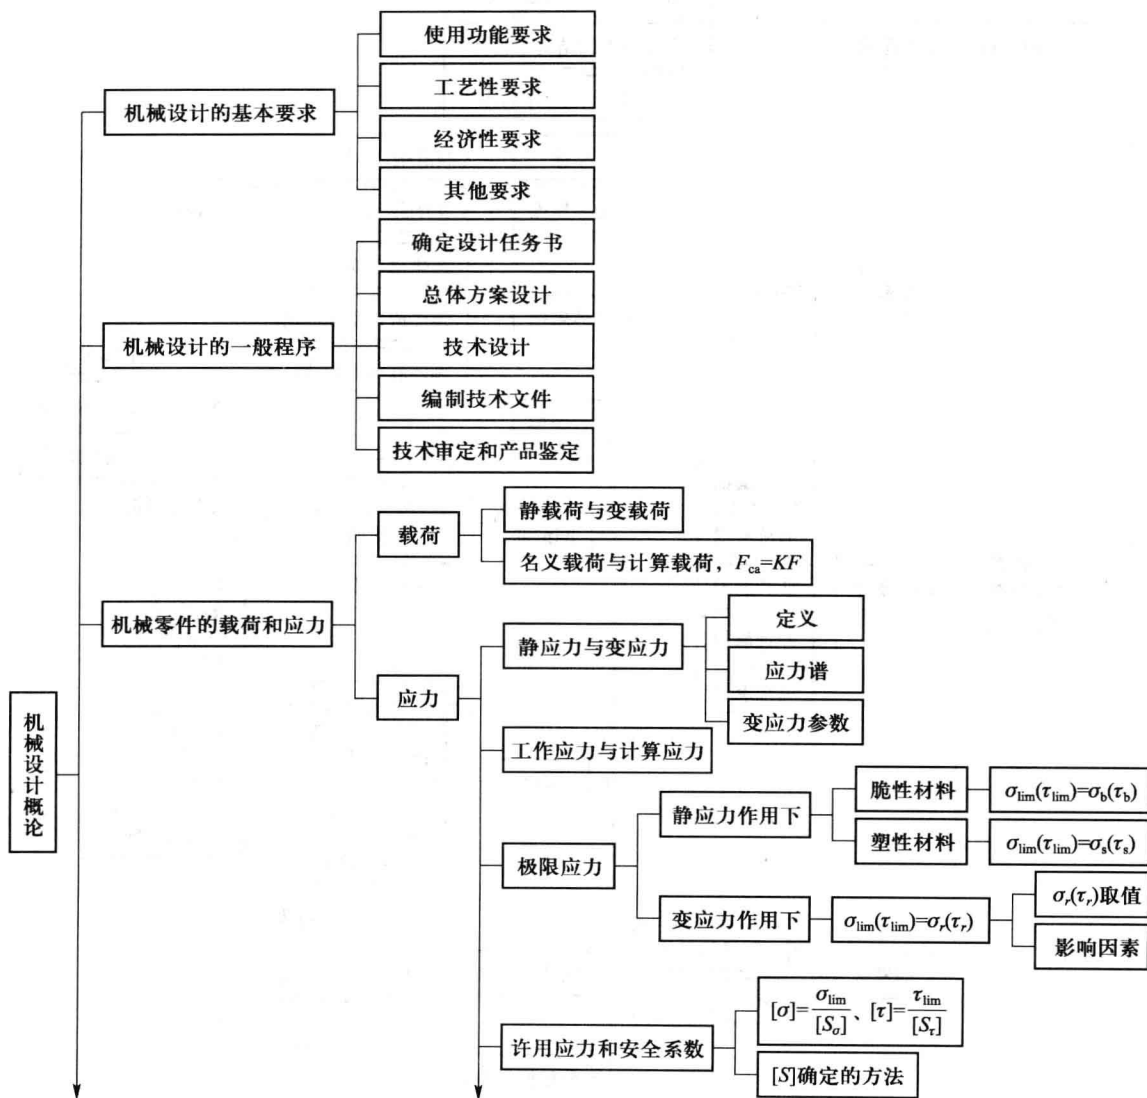 使用功能要求
工艺性要求
机械设计的基本要求
经济性要求
其他要求
确定设计任务书
总体方案设计
机械设计的一般程序
技术设计
编制技术文件
技术审定和产品鉴定
载荷
静载荷与变载荷
名义载荷与计算载荷，F_ca=KF
机械零件的载荷和应力
应力
静应力与变应力
定义
应力谱
变应力参数
机械设计概论
工作应力与计算应力
极限应力
静应力作用下
脆性材料
σ_lim(τ_lim)=σ_b(τ_b)
塑性材料
σ_lim(τ_lim)=σ_s(τ_s)
变应力作用下
σ_lim(τ_lim)=σ_r(τ_r)
σ_r(τ_r)取值
影响因素
许用应力和安全系数
[σ]=σ_lim/[S_σ]、[τ]=τ_lim/[S_τ]
[S]确定的方法